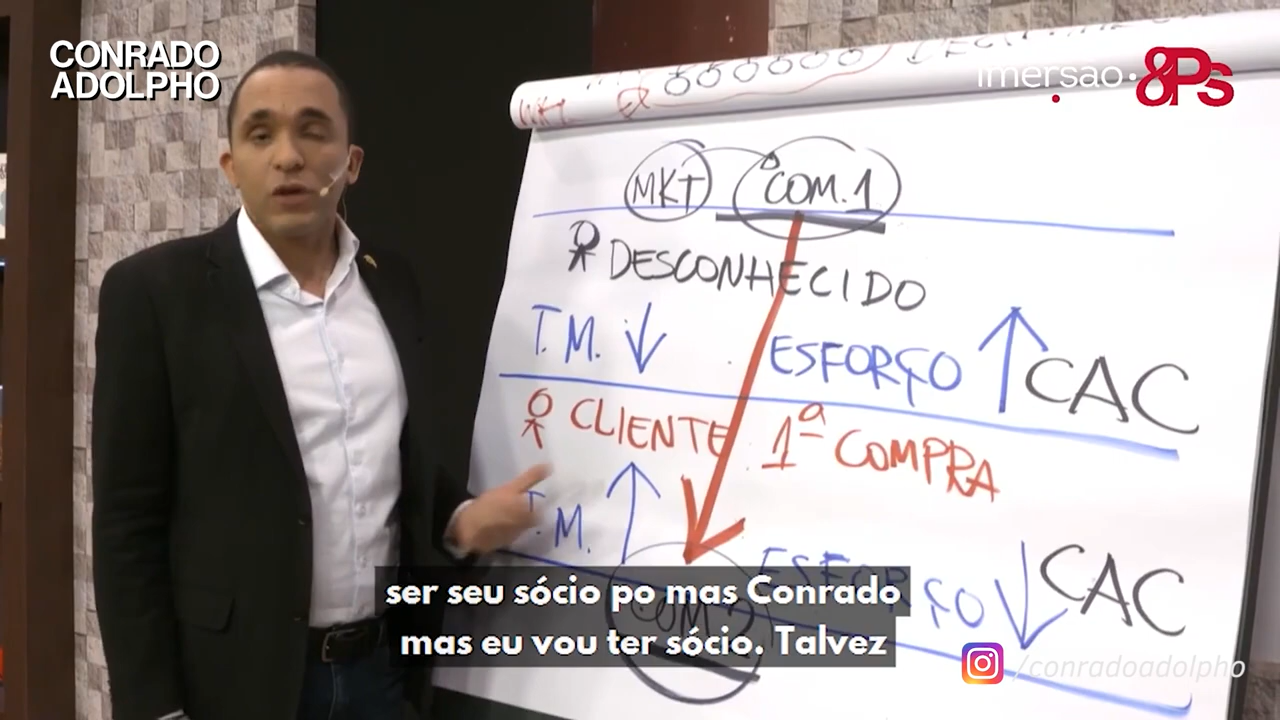 CONRADO
ADOLPHO
imersão 8Ps
MKT COM.1
DESCONHECIDO
T.M. ESFORÇO CAC
CLIENTE 1ª COMPRA
T.M. ESFORÇO CAC
ser seu sócio po mas Conrado
mas eu vou ter sócio. Talvez
/conradoadolpho